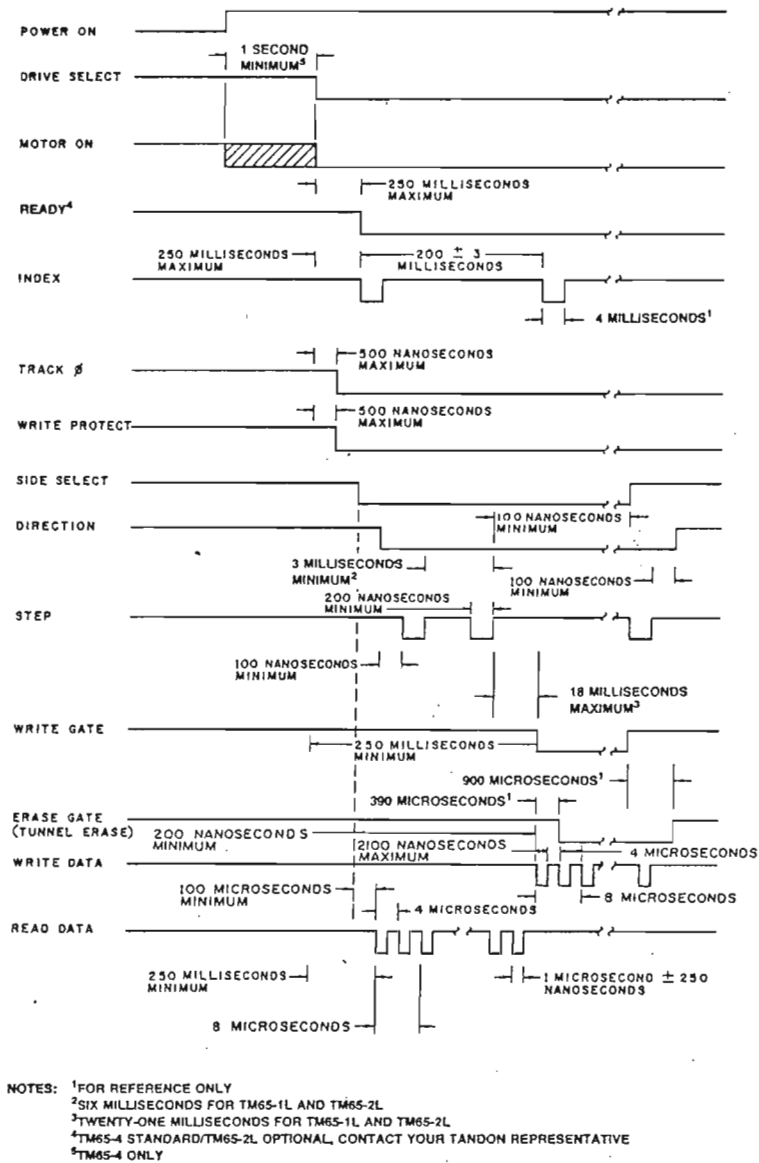 POWER ON
1 SECOND
MINIMUM⁵
DRIVE SELECT
MOTOR ON
250 MILLISECONDS
MAXIMUM
READY⁴
250 MILLISECONDS
MAXIMUM
200 ± 3
MILLISECONDS
INDEX
4 MILLISECONDS¹
500 NANOSECONDS
MAXIMUM
TRACK Ø
500 NANOSECONDS
MAXIMUM
WRITE PROTECT
SIDE SELECT
100 NANOSECONDS
MINIMUM
DIRECTION
3 MILLISECONDS
MINIMUM²
100 NANOSECONDS
MINIMUM
200 NANOSECONDS
MINIMUM
STEP
100 NANOSECONDS
MINIMUM
18 MILLISECONDS
MAXIMUM³
WRITE GATE
250 MILLISECONDS
MINIMUM
900 MICROSECONDS¹
390 MICROSECONDS¹
ERASE GATE
(TUNNEL ERASE)
200 NANOSECONDS
MINIMUM
2100 NANOSECONDS
MAXIMUM
4 MICROSECONDS
WRITE DATA
100 MICROSECONDS
MINIMUM
8 MICROSECONDS
4 MICROSECONDS
READ DATA
250 MILLISECONDS
MINIMUM
1 MICROSECOND ± 250
NANOSECONDS
8 MICROSECONDS
NOTES: ¹FOR REFERENCE ONLY
²SIX MILLISECONDS FOR TM65-1L AND TM65-2L
³TWENTY-ONE MILLISECONDS FOR TM65-1L AND TM65-2L
⁴TM65-4 STANDARD/TM65-2L OPTIONAL, CONTACT YOUR TANDON REPRESENTATIVE
⁵TM65-4 ONLY